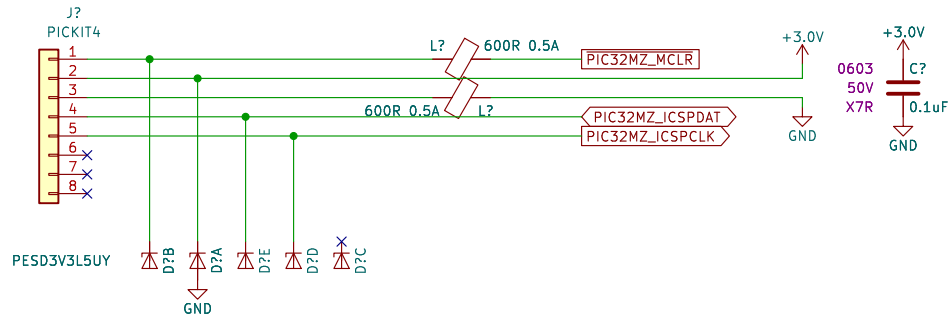 J?
PICKIT4
1
2
3
4
5
6
7
8
L?
600R 0.5A
PIC32MZ_MCLR
600R 0.5A
L?
PIC32MZ_ICSPDAT
PIC32MZ_ICSPCLK
+3.0V
GND
+3.0V
0603
50V
X7R
C?
0.1uF
GND
PESD3V3L5UY
D?B
D?A
D?E
D?D
D?C
GND